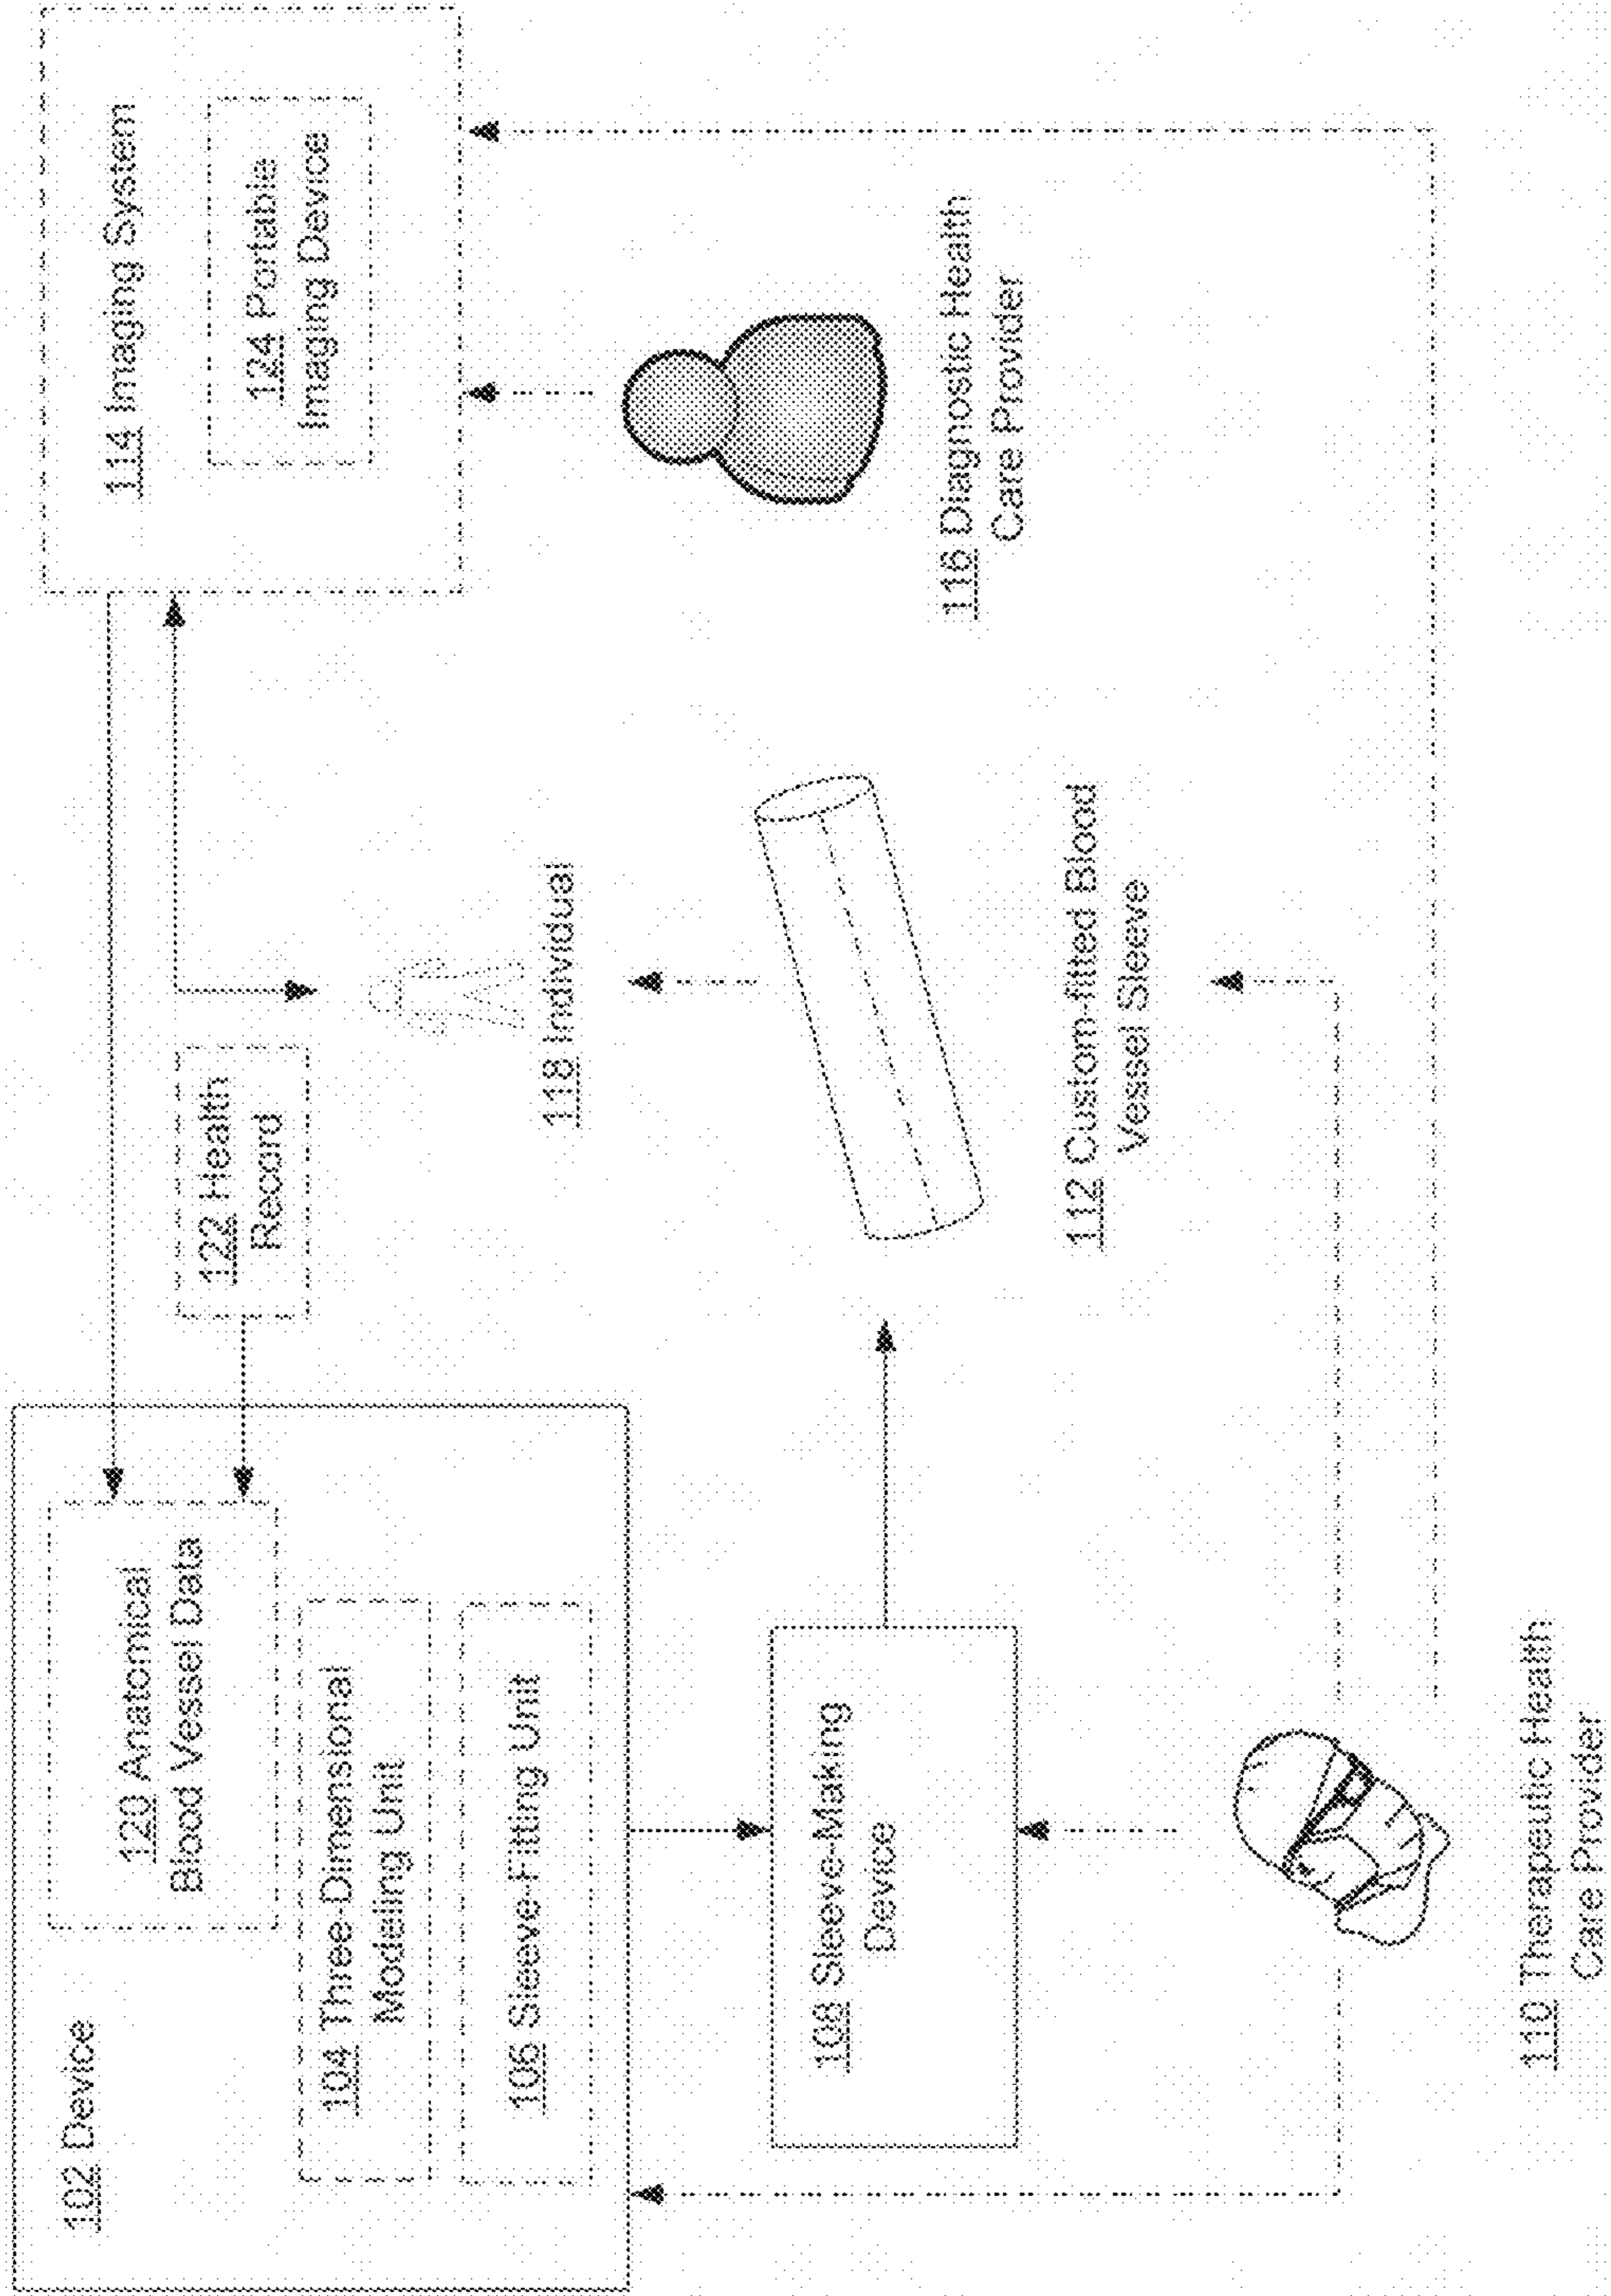 102 Device
120 Anatomical
Blood Vessel Data
104 Three-Dimensional
Modeling Unit
106 Sleeve-Fitting Unit
122 Health
Record
114 Imaging System
124 Portable
Imaging Device
118 Individual
108 Sleeve-Making
Device
112 Custom-fitted Blood
Vessel Sleeve
116 Diagnostic Health
Care Provider
110 Therapeutic Health
Care Provider